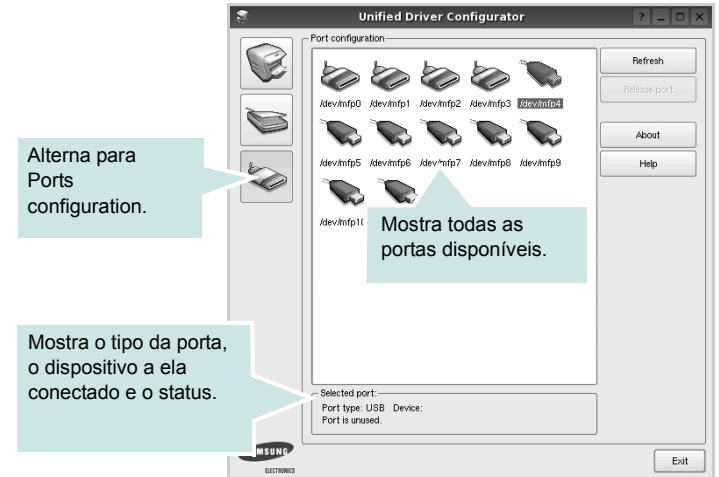 Unified Driver Configurator
Port configuration
/dev/mfp0 /dev/mfp1 /dev/mfp2 /dev/mfp3 /dev/mfp4
/dev/mfp5 /dev/mfp6 /dev/mfp7 /dev/mfp8 /dev/mfp9
/dev/mfp10
Refresh
Release port
About
Help
Alterna para
Ports
configuration.
Mostra todas as
portas disponíveis.
Mostra o tipo da porta,
o dispositivo a ela
conectado e o status.
Selected port:
Port type: USB Device:
Port is unused.
MSUNG
ELECTRONICS
Exit